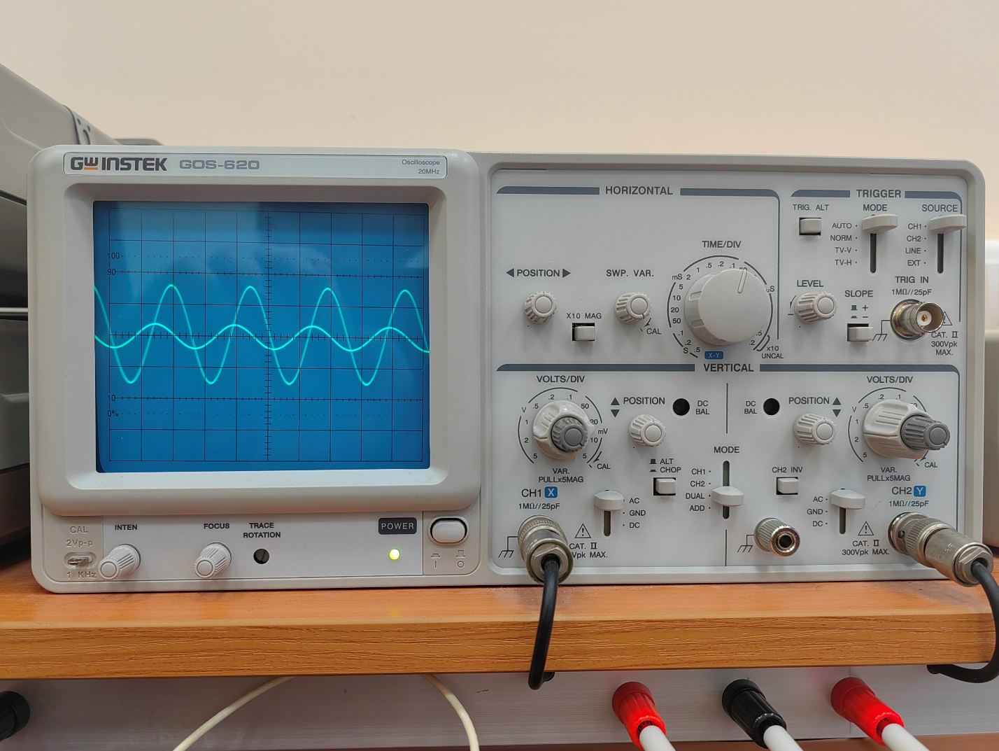 GWINSTEK GOS-620
Oscilloscope
20MHz
100
90
10
0%
CAL
2Vp-p
1 KHz
INTEN
FOCUS
TRACE
ROTATION
POWER
I O
HORIZONTAL
TIME/DIV
◀ POSITION ▶
SWP. VAR.
X10 MAG
CAL
mS 2 1 .5 .2 .1
5
10
20
50
.1
.2
S .5
X-Y
µS
.5
.2
x10
UNCAL
TRIGGER
TRIG. ALT
MODE
SOURCE
AUTO
NORM
TV-V
TV-H
CH1
CH2
LINE
EXT
LEVEL
SLOPE
+
−
TRIG IN
1MΩ//25pF
CAT. II
300Vpk
MAX.
VERTICAL
VOLTS/DIV
V .5 .2 .1 50
1
2
5
20
mV
10
5
CAL
VAR.
PULLx5MAG
CH1 X
1MΩ//25pF
▲ POSITION
▼
DC
BAL
ALT
CHOP
AC
GND
DC
CAT. II
Vpk MAX.
MODE
CH1
CH2
DUAL
ADD
DC
BAL
POSITION ▲
▼
CH2 INV
AC
GND
DC
CAT. II
300Vpk MAX.
VOLTS/DIV
V .5 .2 .1
1
2
5
CAL
VAR.
PULLx5MAG
CH2 Y
1MΩ//25pF